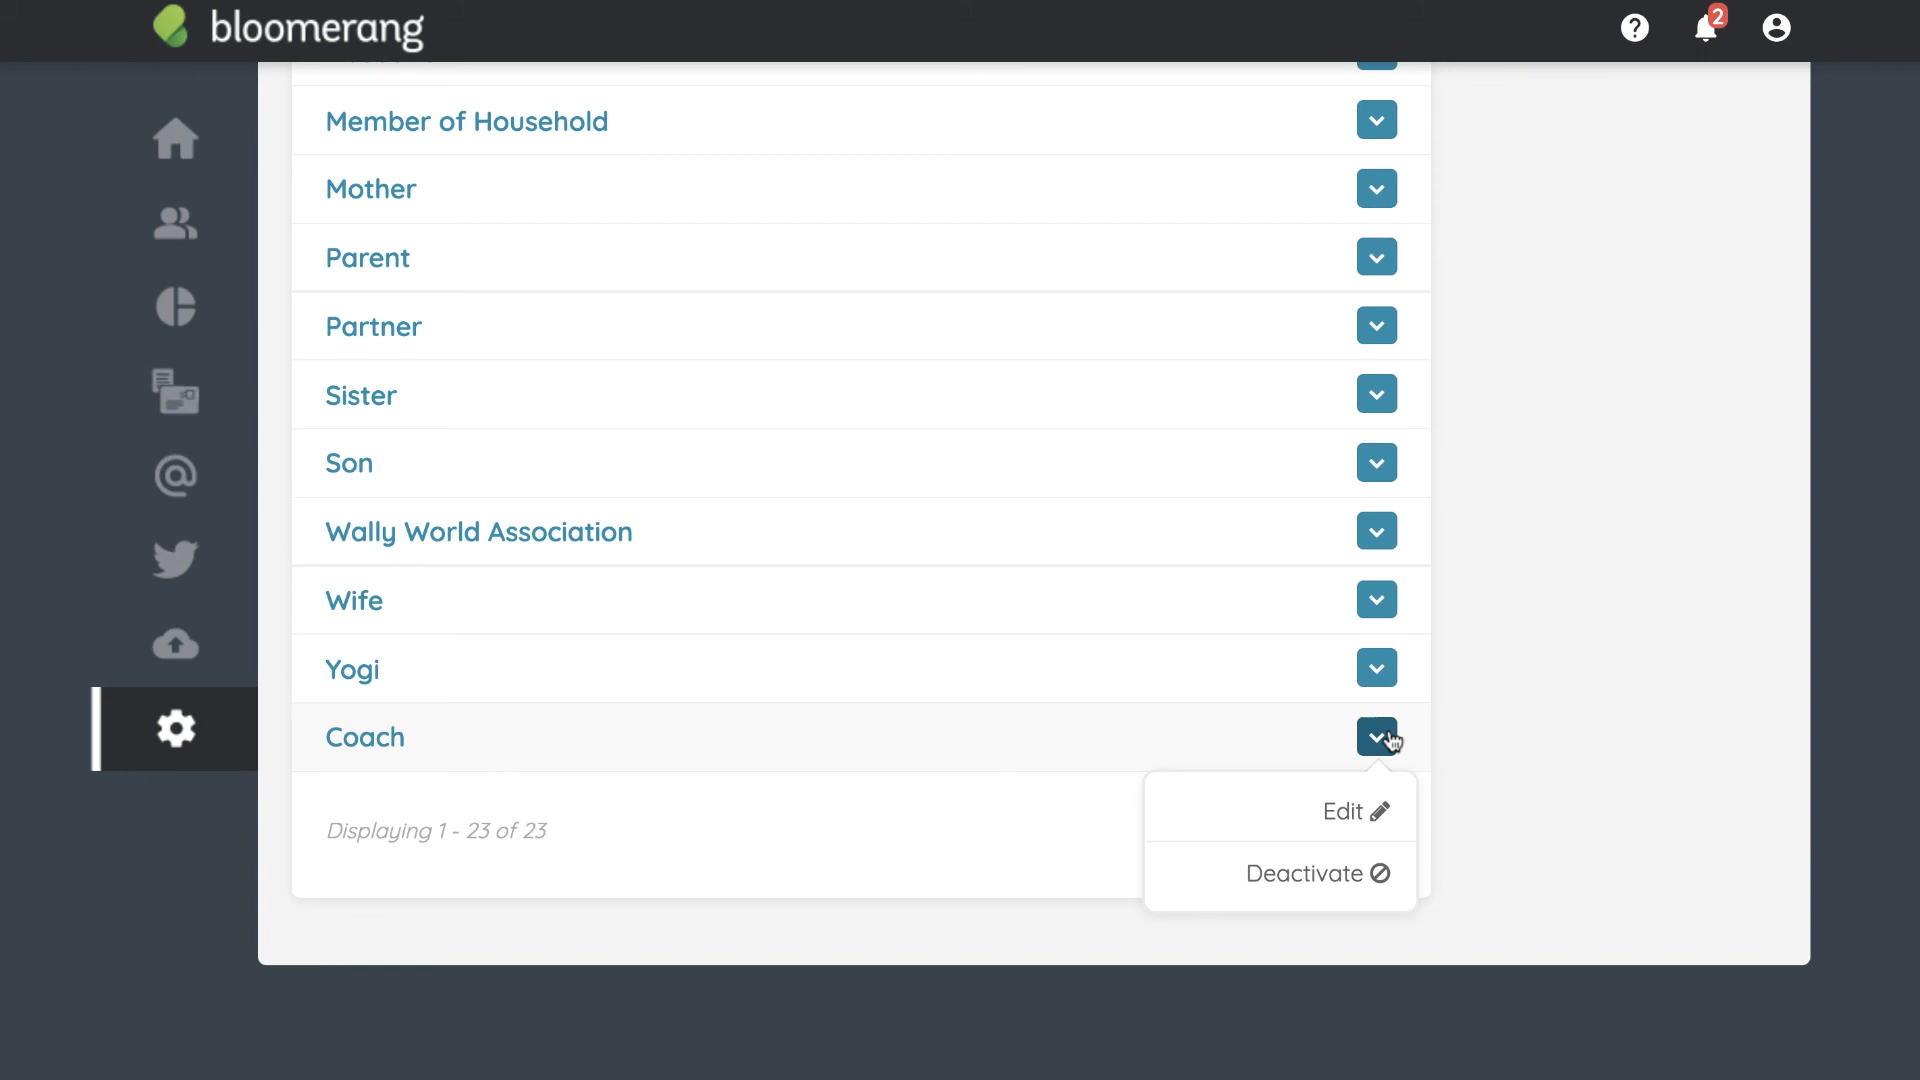 bloomerang
2
Member of Household
Mother
Parent
Partner
Sister
Son
Wally World Association
Wife
Yogi
Coach
Edit
Displaying 1 - 23 of 23
Deactivate